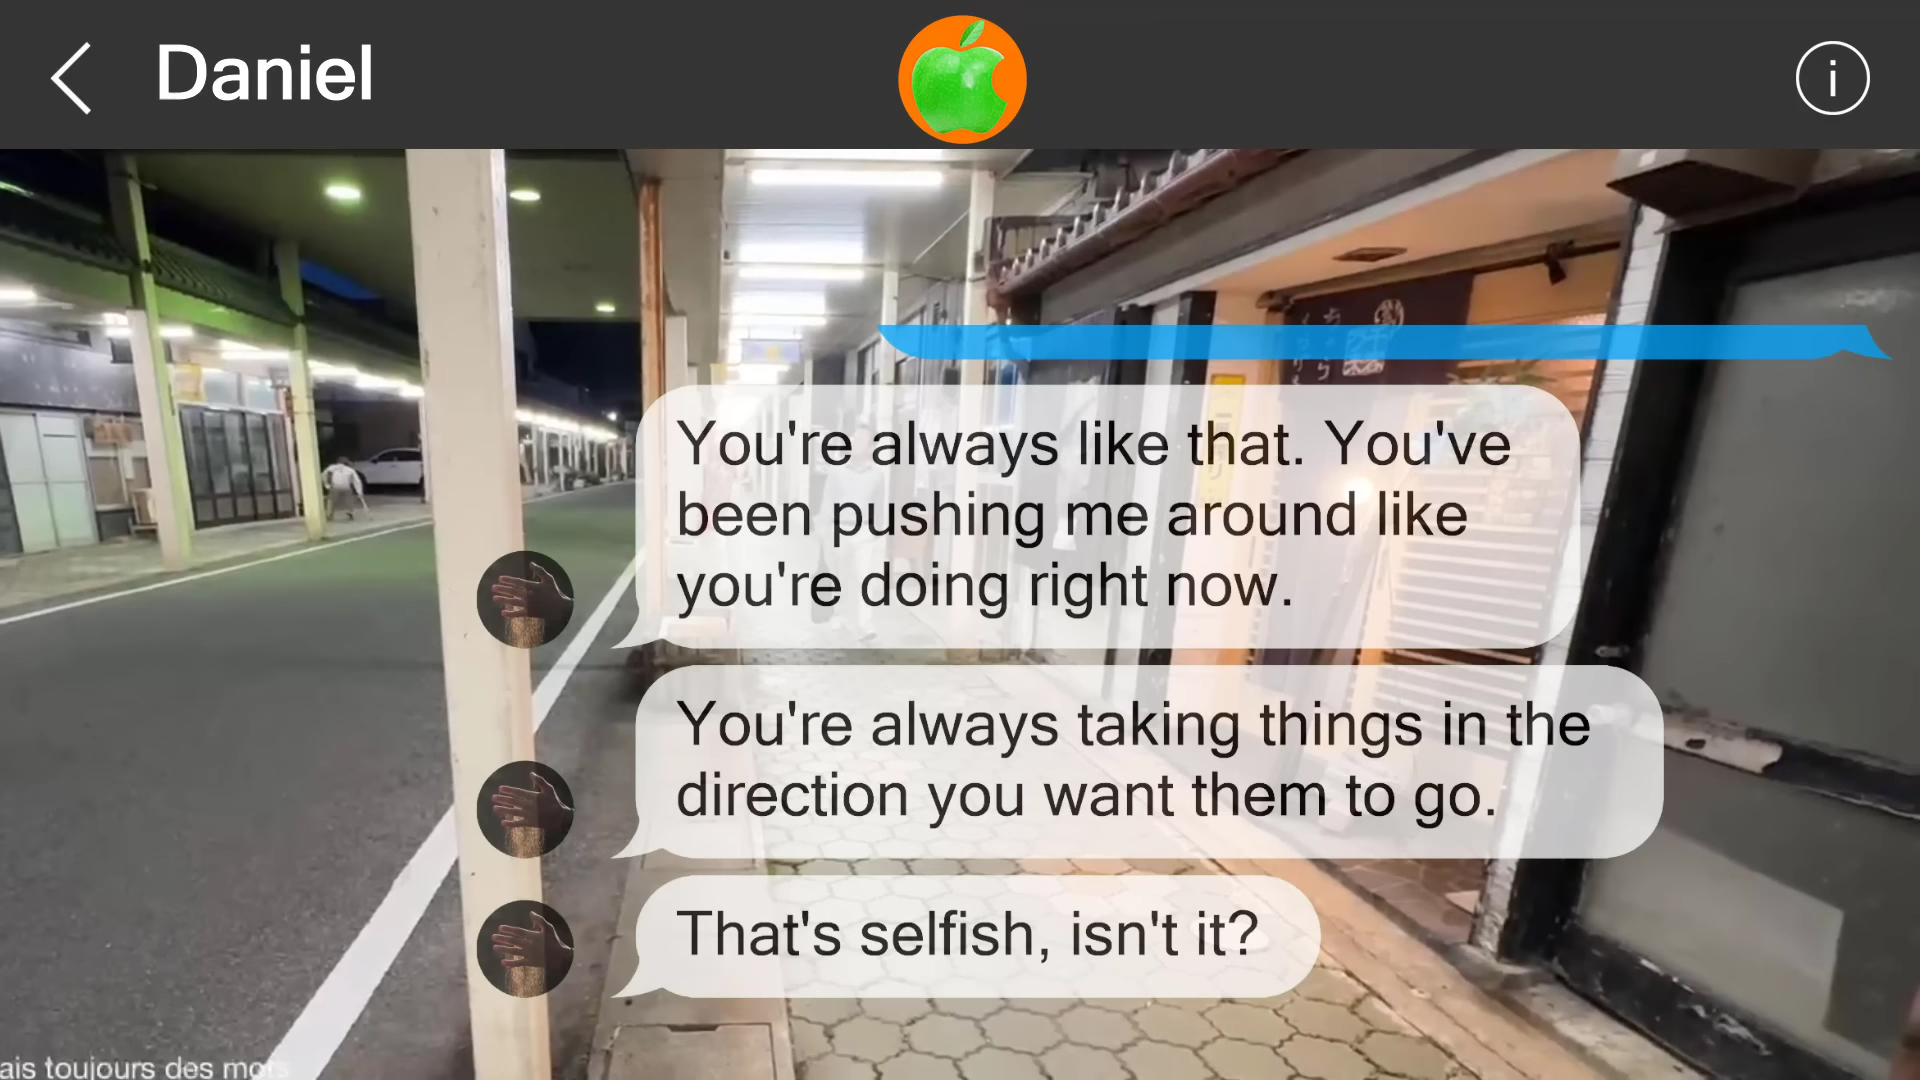 Daniel
i
You're always like that. You've
been pushing me around like
you're doing right now.
You're always taking things in the
direction you want them to go.
That's selfish, isn't it?
ais toujours des mots